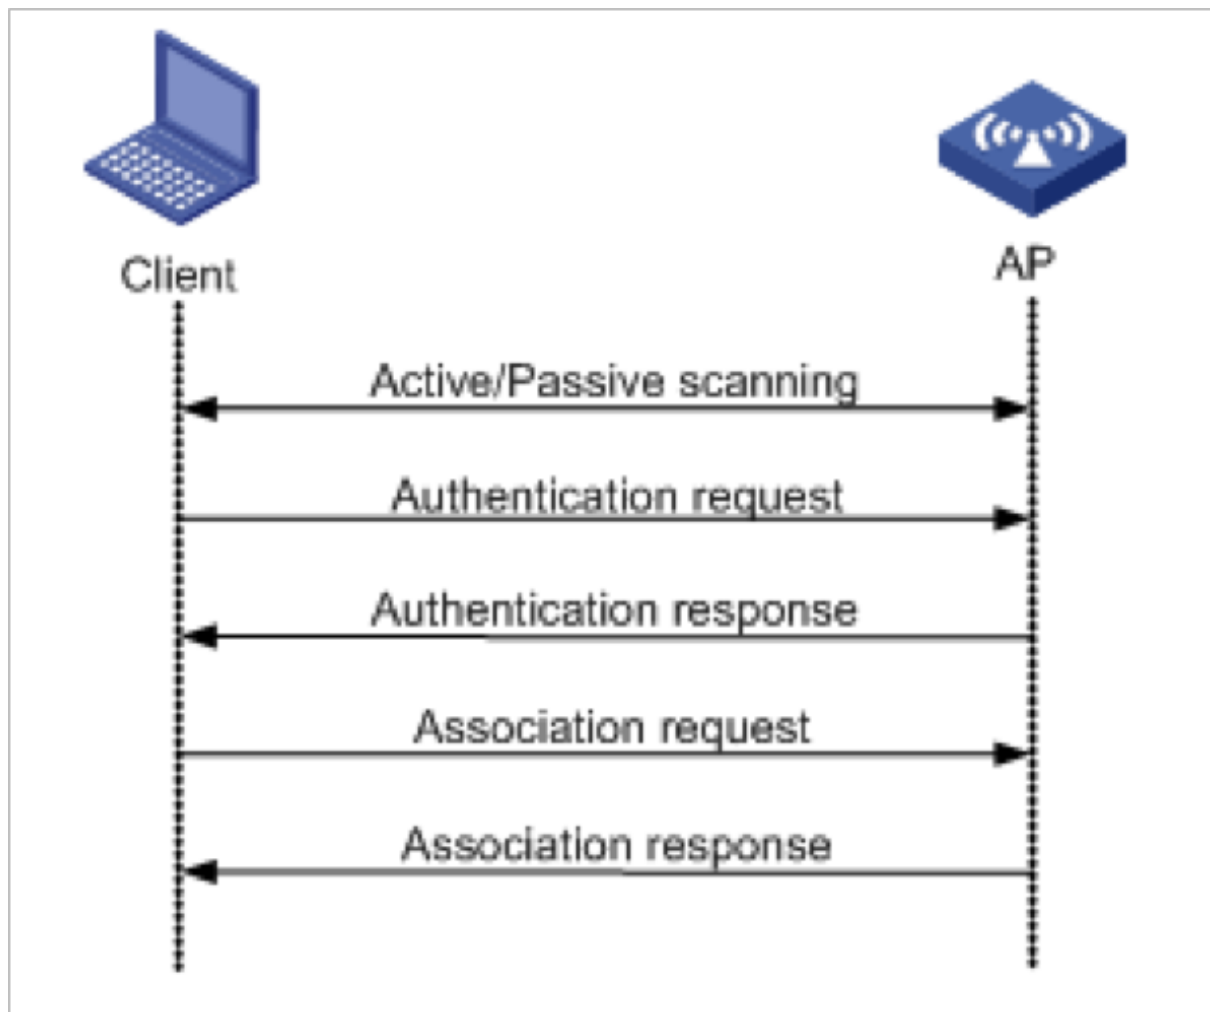 Client
AP
Active/Passive scanning
Authentication request
Authentication response
Association request
Association response